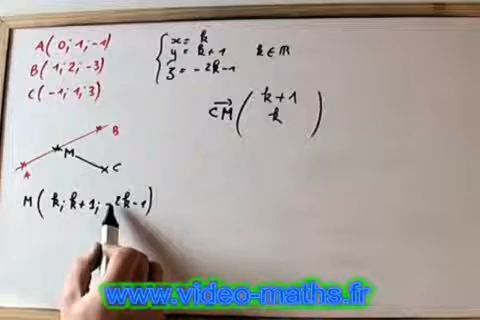 A(0;1;-1)
B(1;2;-3)
C(-1;1;3)
x = k
y = k+1 k∈ℝ
z = -2k-1
CM→ ( k+1
k )
B
M
A
C
M(k;k+1;-2k-1)
www.video-maths.fr